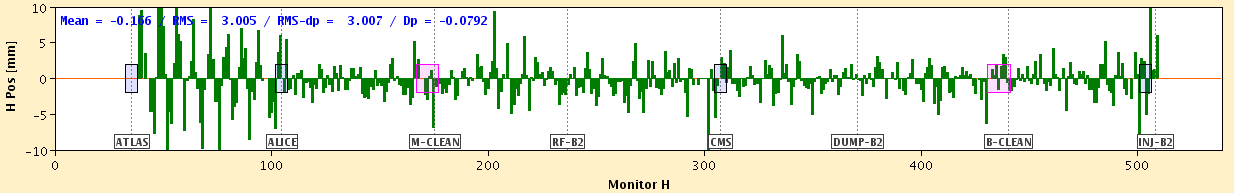 10
Mean = -0.166 / RMS = 3.005 / RMS-dp = 3.007 / Dp = -0.0792
5
H Pos [mm]
0
-5
ATLAS ALICE M-CLEAN RF-B2 CMS DUMP-B2 B-CLEAN INJ-B2
-10
0 100 200 300 400 500
Monitor H